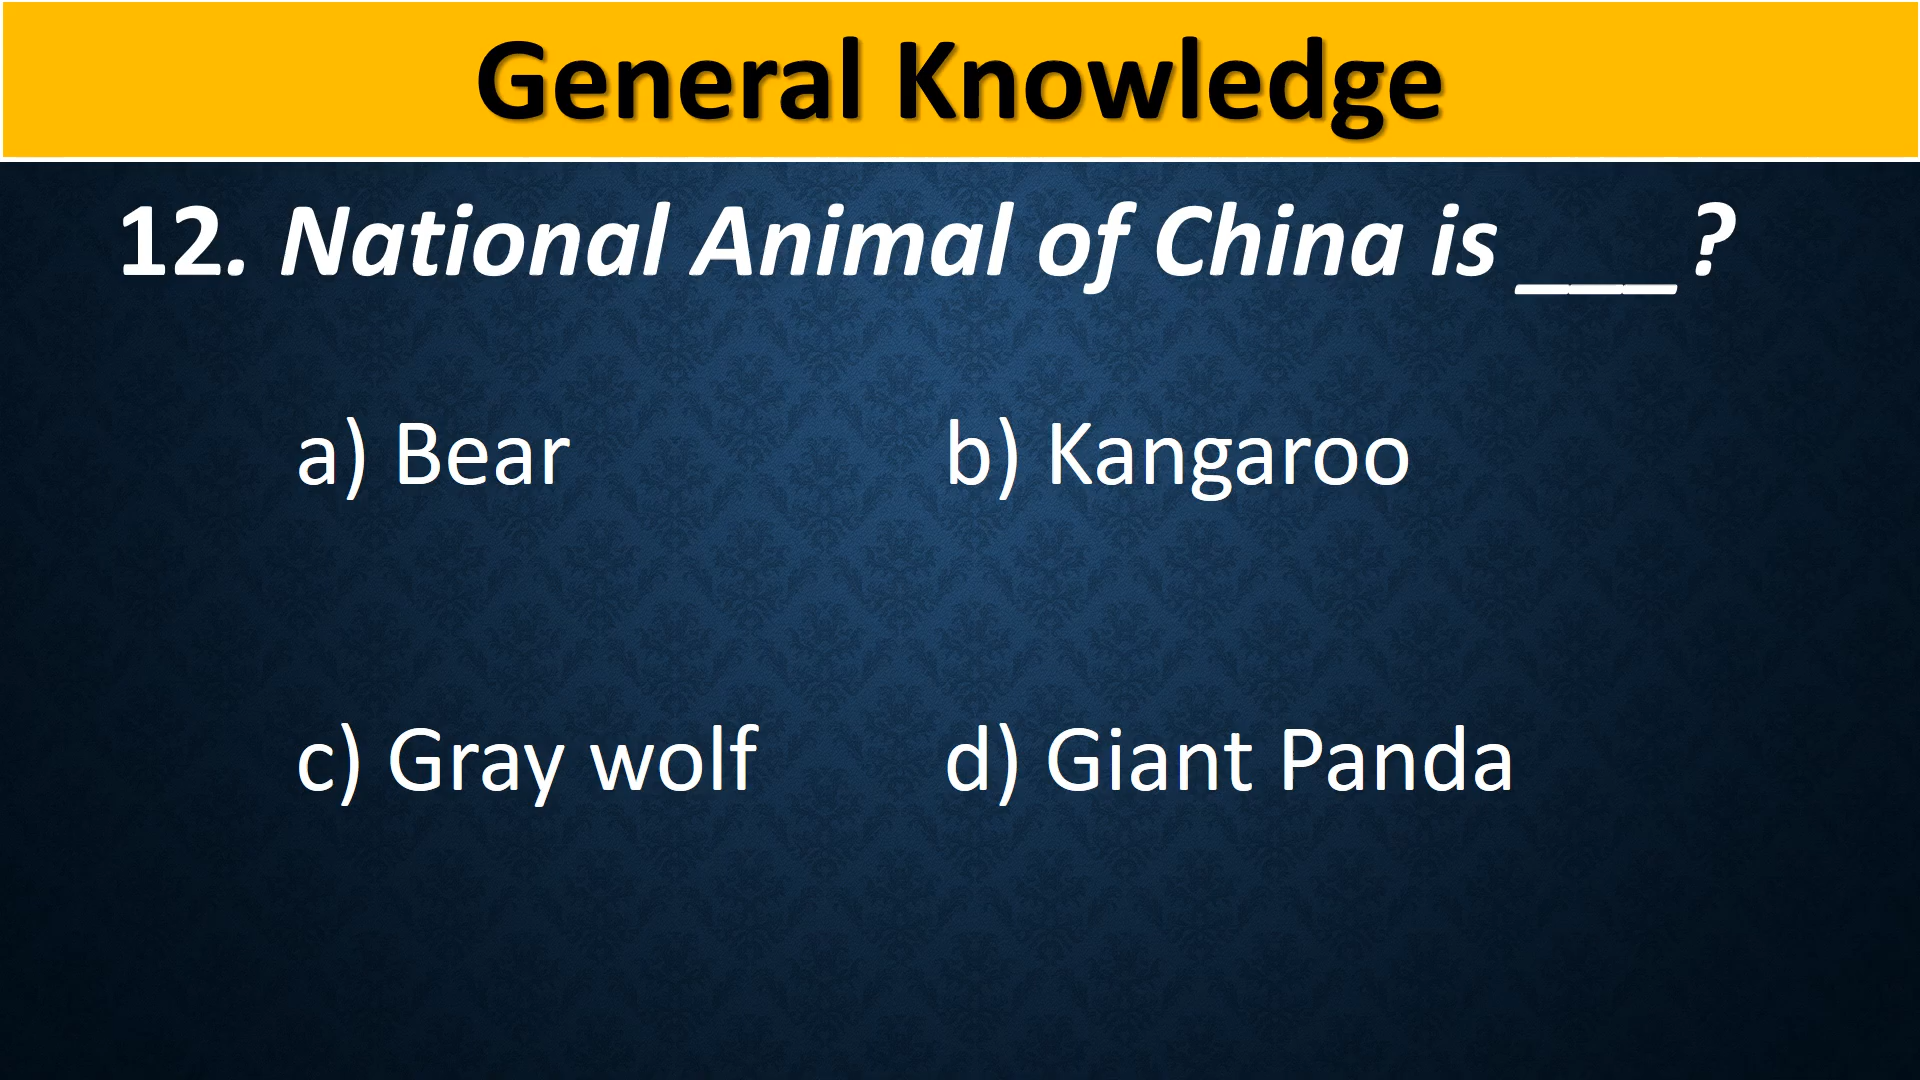 General Knowledge
12. National Animal of China is ___?
a) Bear b) Kangaroo
c) Gray wolf d) Giant Panda